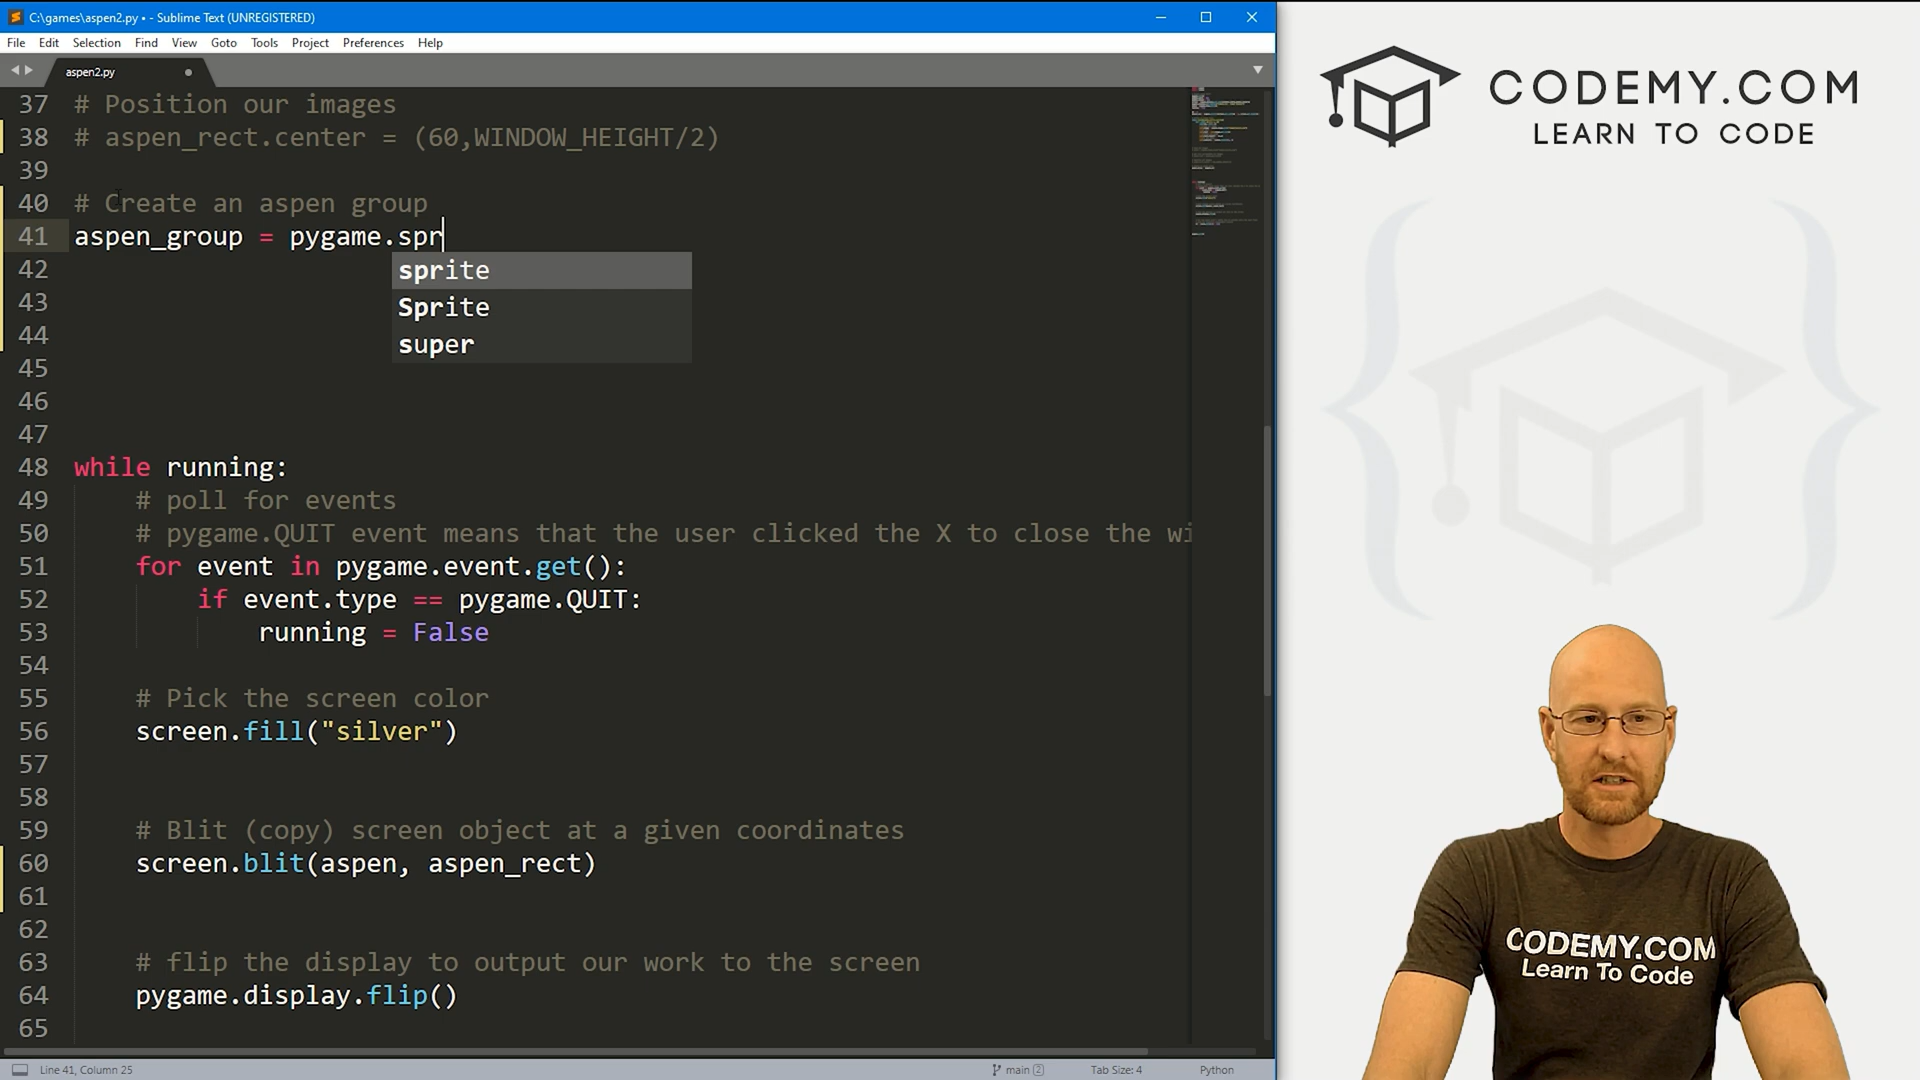 C:\games\aspen2.py • - Sublime Text (UNREGISTERED)
File Edit Selection Find View Goto Tools Project Preferences Help
aspen2.py
37 # Position our images
38 # aspen_rect.center = (60,WINDOW_HEIGHT/2)
39
40 # Create an aspen group
41 aspen_group = pygame.spr
42 sprite
43 Sprite
44 super
45
46
47
48 while running:
49 # poll for events
50 # pygame.QUIT event means that the user clicked the X to close the wi
51 for event in pygame.event.get():
52 if event.type == pygame.QUIT:
53 running = False
54
55 # Pick the screen color
56 screen.fill("silver")
57
58
59 # Blit (copy) screen object at a given coordinates
60 screen.blit(aspen, aspen_rect)
61
62
63 # flip the display to output our work to the screen
64 pygame.display.flip()
65
Line 41, Column 25 main 2 Tab Size: 4 Python
CODEMY.COM
LEARN TO CODE
CODEMY.COM
Learn To Code